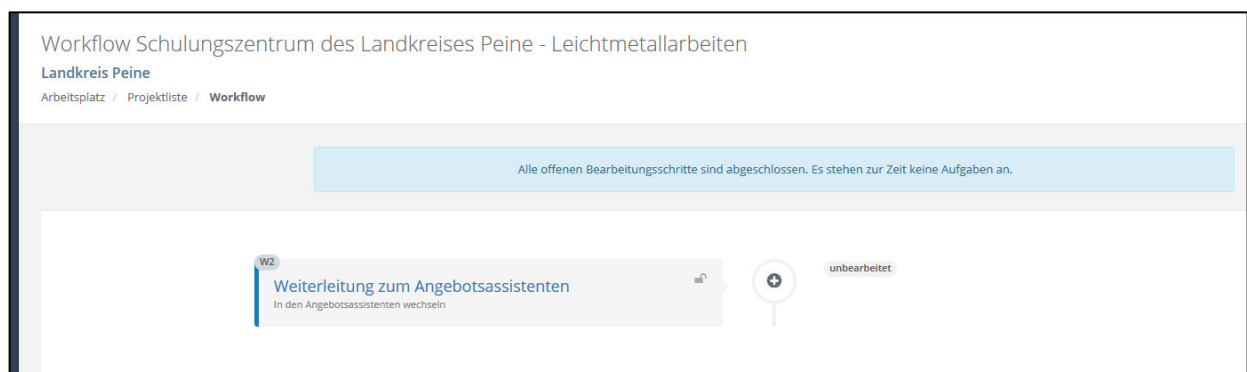 Workflow Schulungszentrum des Landkreises Peine - Leichtmetallarbeiten
Landkreis Peine
Arbeitsplatz / Projektliste / Workflow
Alle offenen Bearbeitungsschritte sind abgeschlossen. Es stehen zur Zeit keine Aufgaben an.
W2
Weiterleitung zum Angebotsassistenten
In den Angebotsassistenten wechseln
unbearbeitet